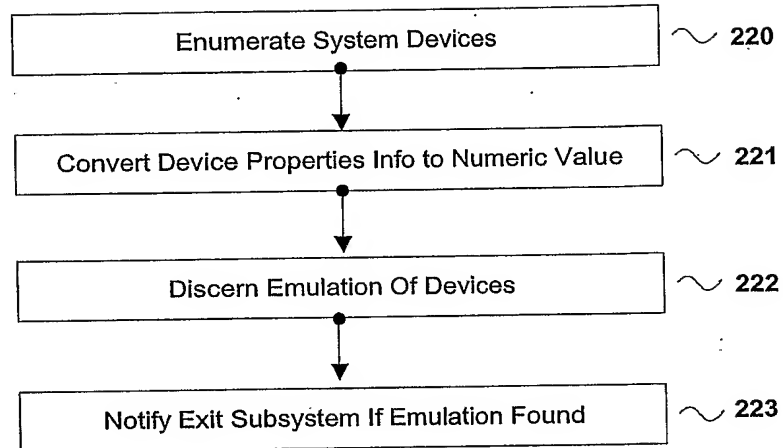 Enumerate System Devices 220
Convert Device Properties Info to Numeric Value 221
Discern Emulation Of Devices 222
Notify Exit Subsystem If Emulation Found 223